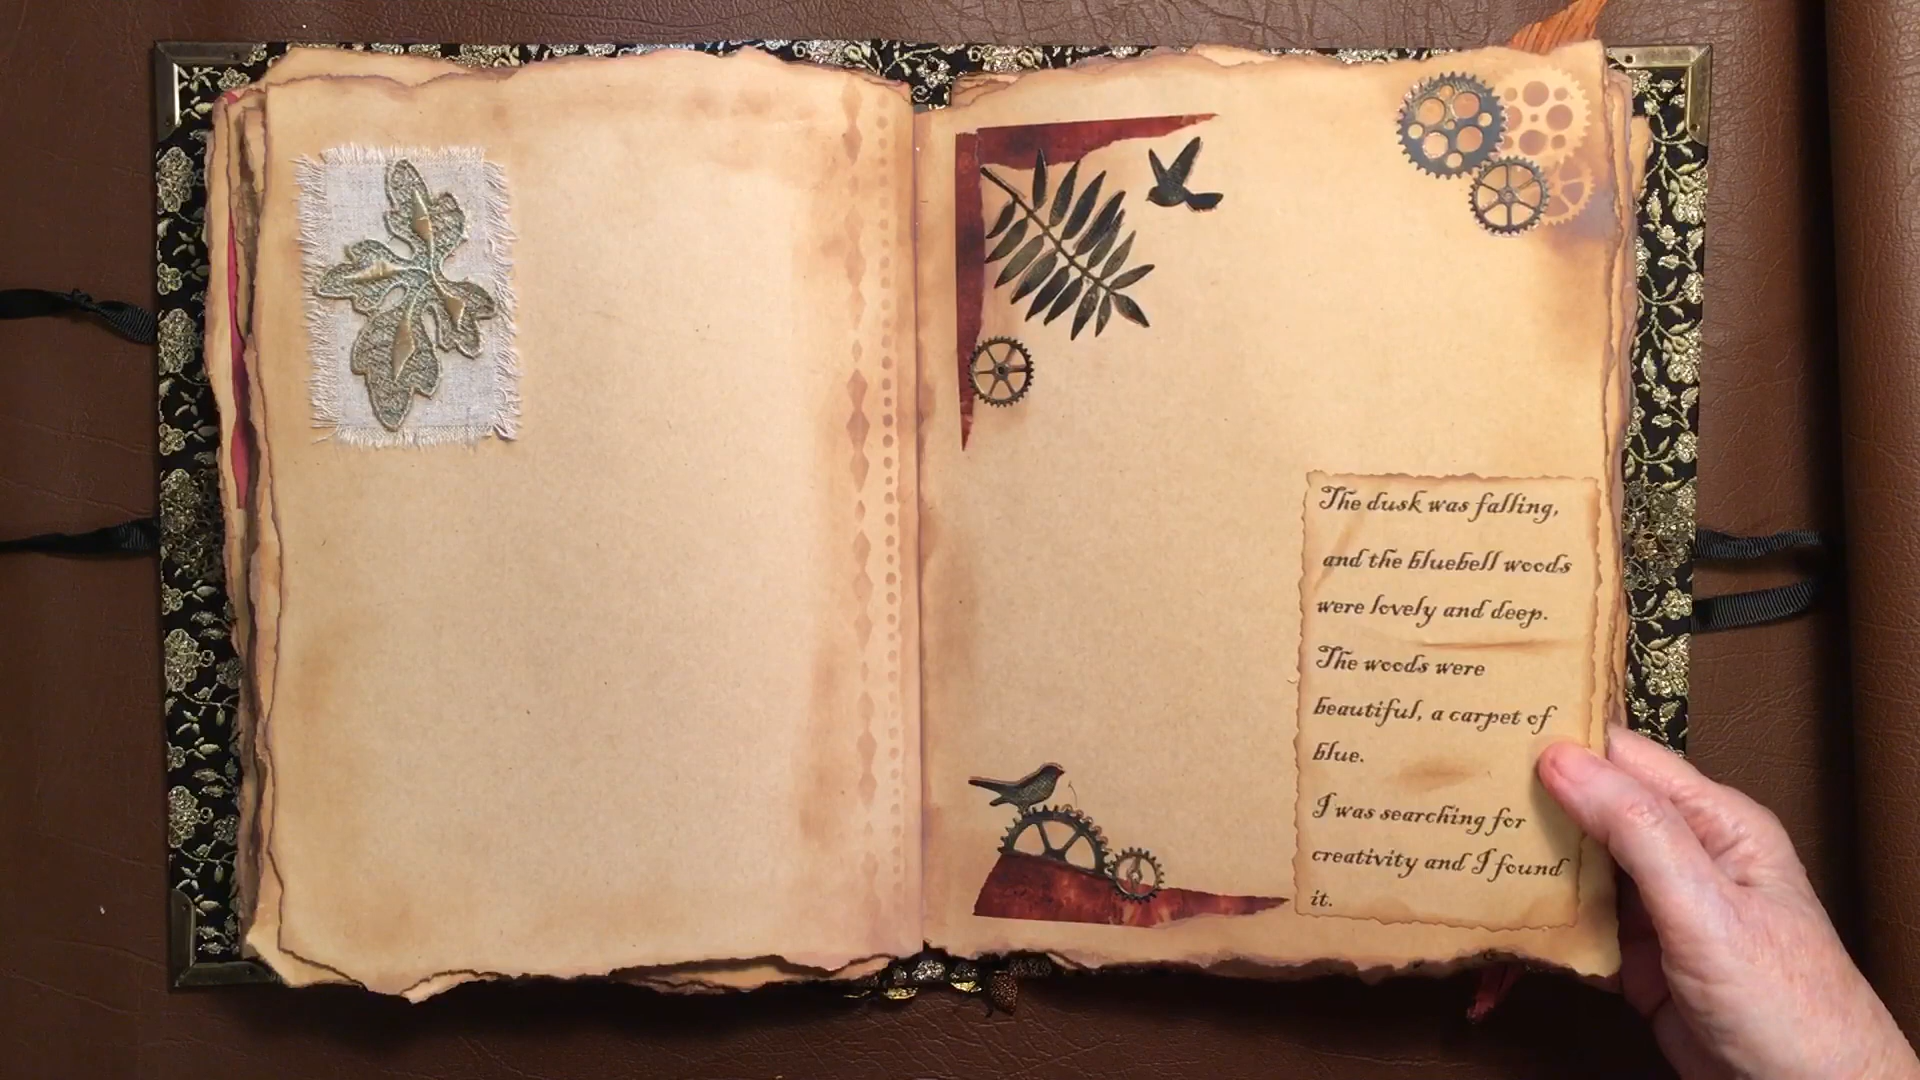 The dusk was falling,
and the bluebell woods
were lovely and deep.
The woods were
beautiful, a carpet of
blue.
I was searching for
creativity and I found
it.